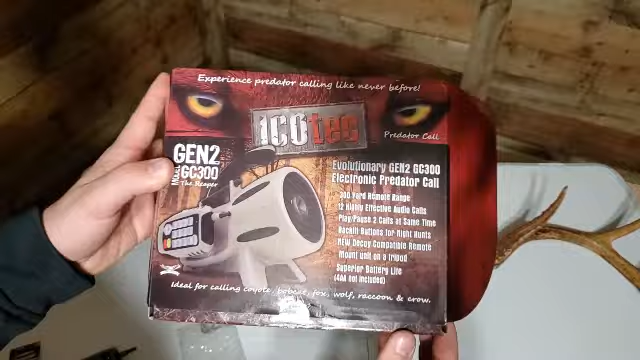 Experience predator calling like never before!
ICOtec
Predator Call
GEN2
MODEL GC300
The Reaper
Evolutionary GEN2 GC300
Electronic Predator Call
300 Yard Remote Range
12 Highly Effective Audio Calls
Play/Pause 2 Calls at Same Time
Backlit Buttons for Night Hunts
New Decoy Compatible Remote
Mount unit on a tripod
Superior Battery Life
(4AA not included)
Ideal for calling coyote, bobcat, fox, wolf, raccoon & crow.